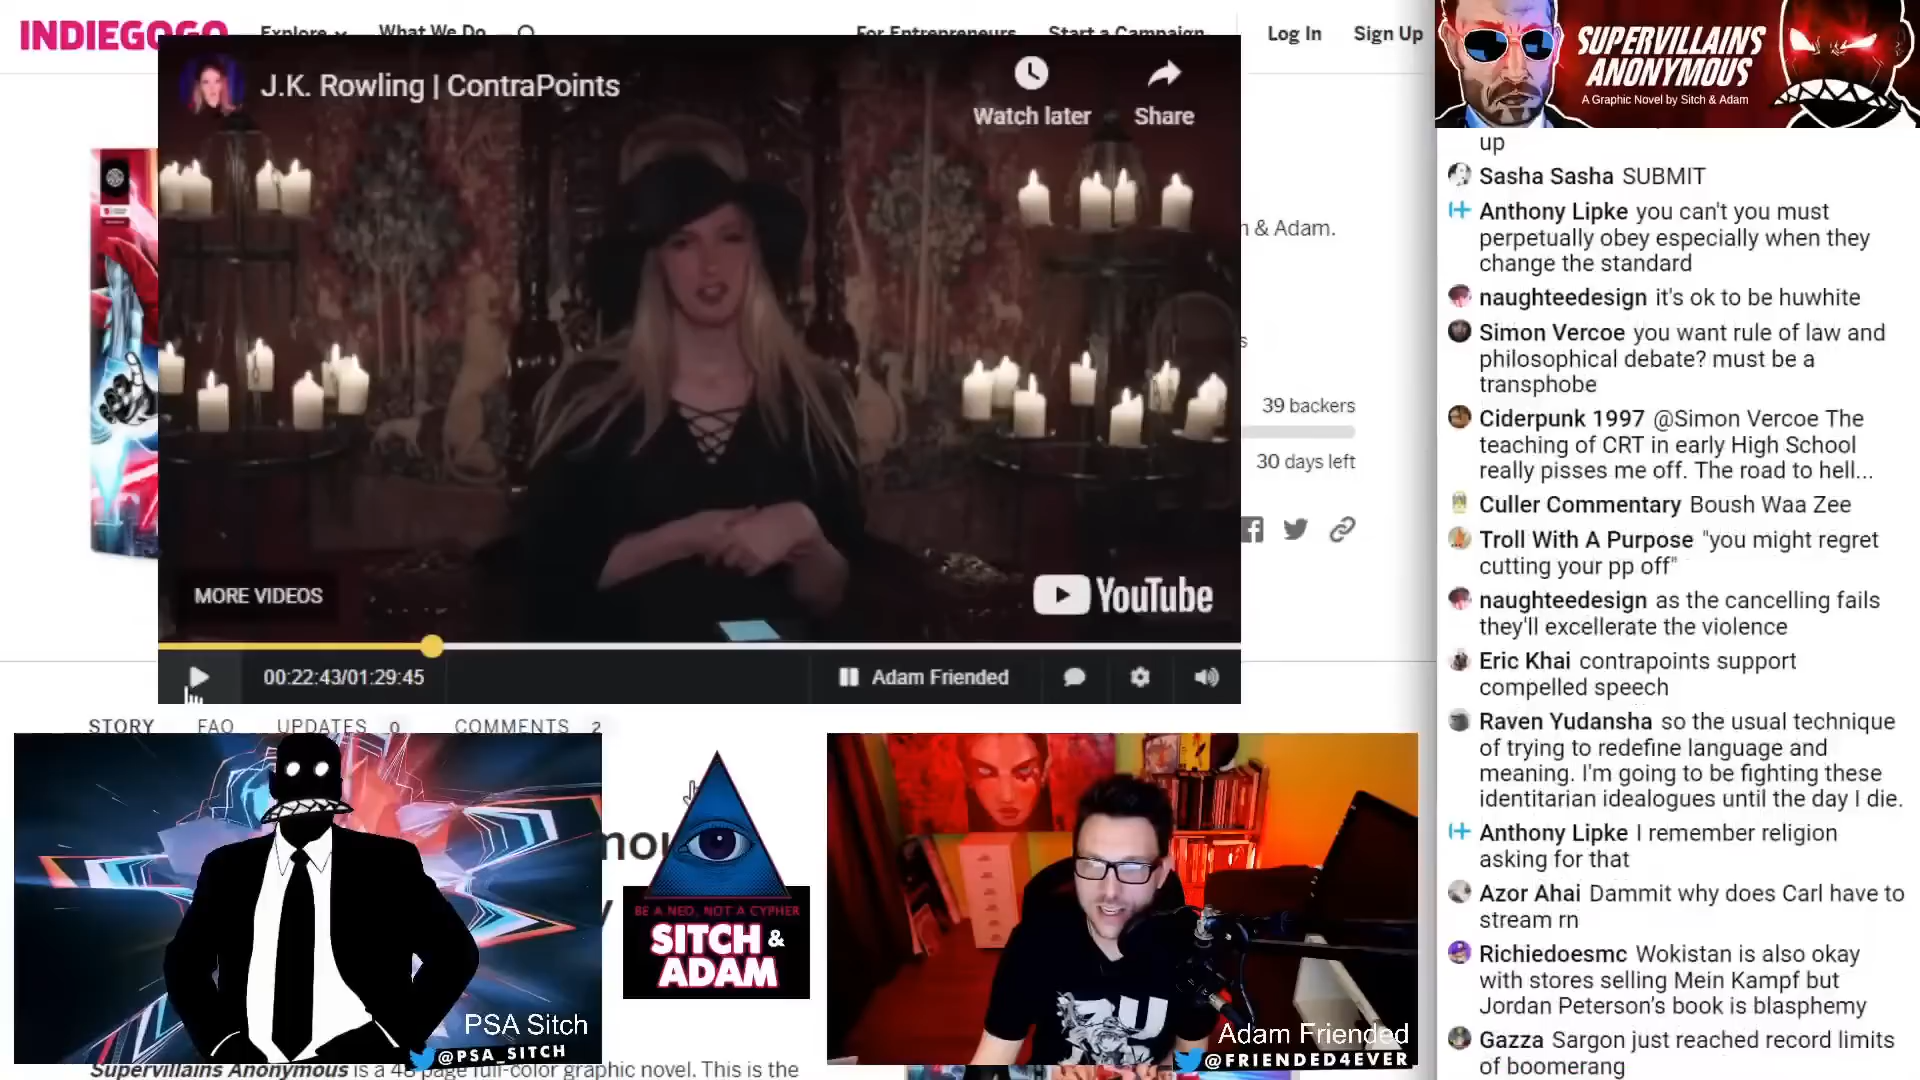 INDIEGOGO
Explore
What We Do
For Entrepreneurs
Start a Campaign
Log In
Sign Up
J.K. Rowling | ContraPoints
Watch later
Share
& Adam.
39 backers
30 days left
MORE VIDEOS
YouTube
00:22:43/01:29:45
Adam Friended
STORY
FAQ
UPDATES 0
COMMENTS 2
BE A NEO, NOT A CYPHER
SITCH &
ADAM
PSA Sitch
@PSA_SITCH
ZU
Adam Friended
@FRIENDED4EVER
Supervillains Anonymous is a 48 page full-color graphic novel. This is the
SUPERVILLAINS
ANONYMOUS
A Graphic Novel by Sitch & Adam
up
Sasha Sasha SUBMIT
Anthony Lipke you can't you must
perpetually obey especially when they
change the standard
naughteedesign it's ok to be huwhite
Simon Vercoe you want rule of law and
philosophical debate? must be a
transphobe
Ciderpunk 1997 @Simon Vercoe The
teaching of CRT in early High School
really pisses me off. The road to hell...
Culler Commentary Boush Waa Zee
Troll With A Purpose "you might regret
cutting your pp off"
naughteedesign as the cancelling fails
they'll excellerate the violence
Eric Khai contrapoints support
compelled speech
Raven Yudansha so the usual technique
of trying to redefine language and
meaning. I'm going to be fighting these
identitarian idealogues until the day I die.
Anthony Lipke I remember religion
asking for that
Azor Ahai Dammit why does Carl have to
stream rn
Richiedoesmc Wokistan is also okay
with stores selling Mein Kampf but
Jordan Peterson's book is blasphemy
Gazza Sargon just reached record limits
of boomerang